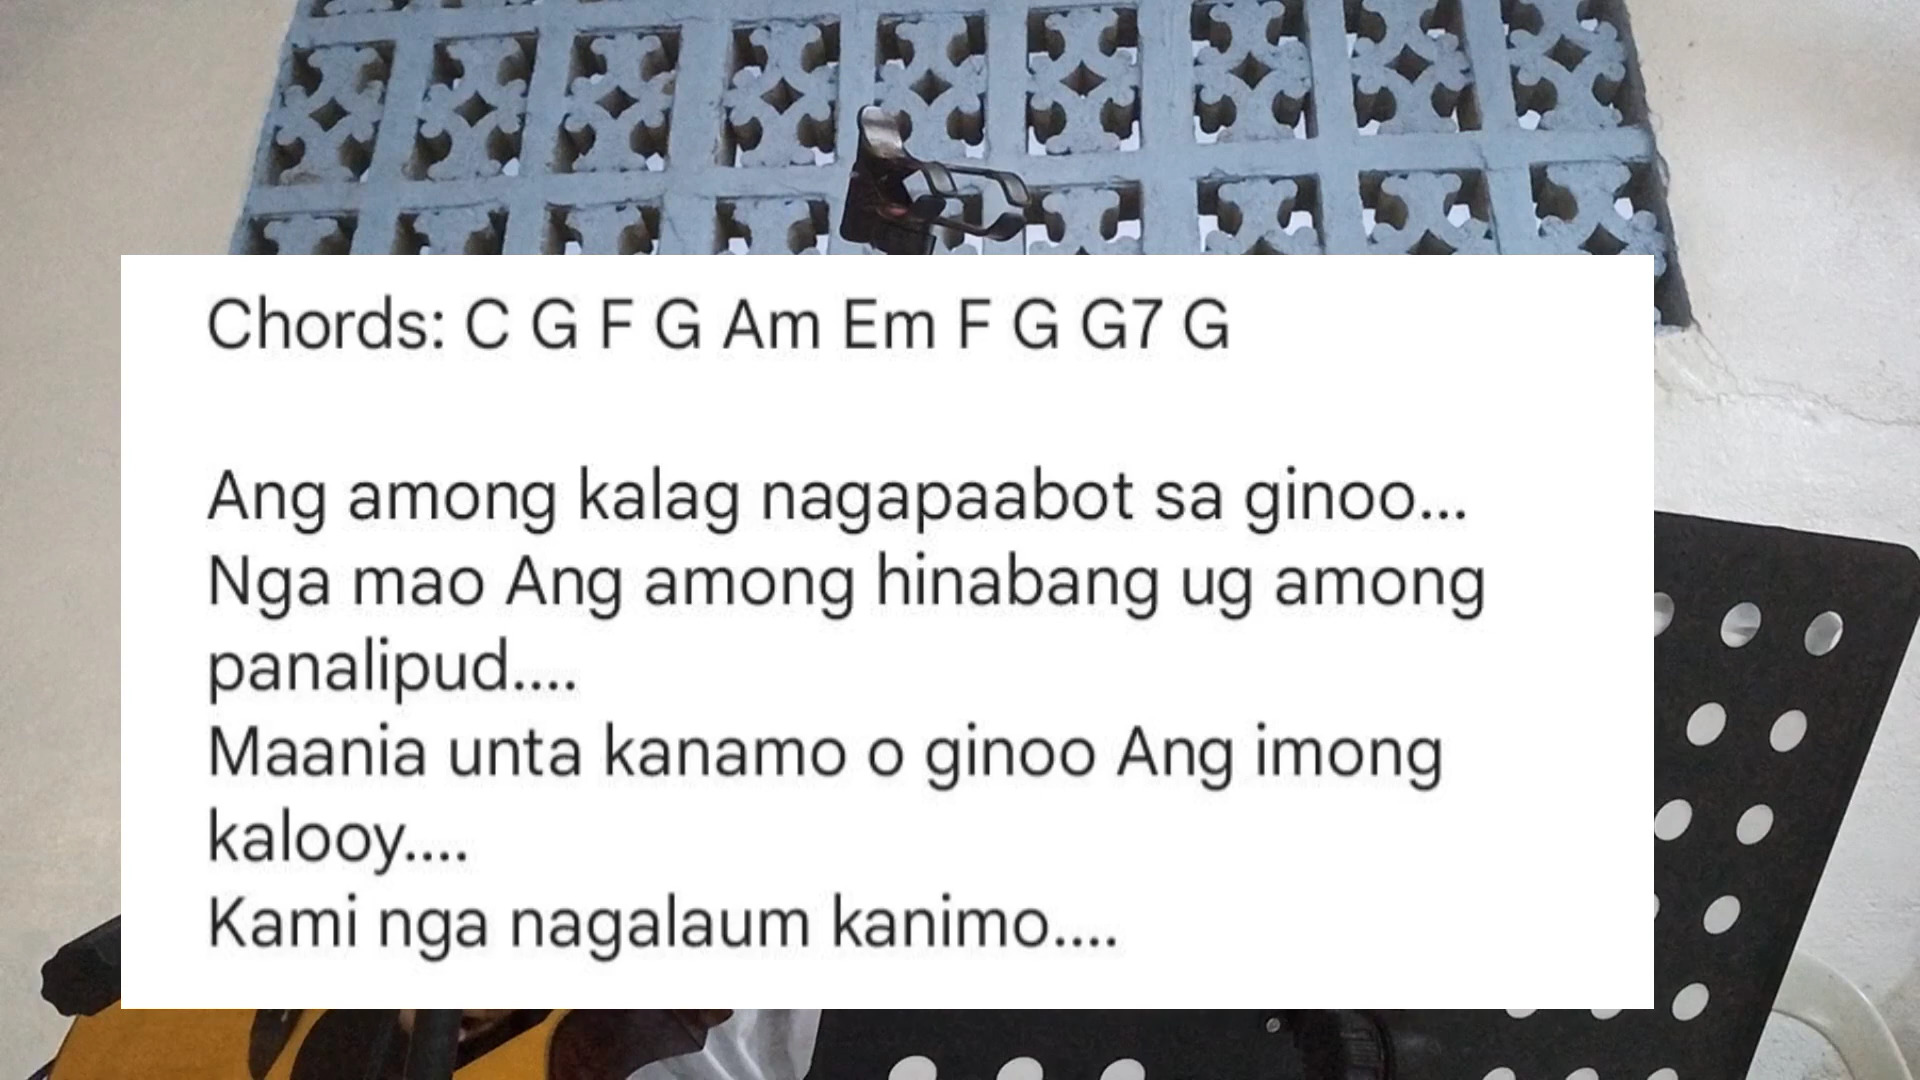 Chords: C G F G Am Em F G G7 G
Ang among kalag nagapaabot sa ginoo...
Nga mao Ang among hinabang ug among
panalipud....
Maania unta kanamo o ginoo Ang imong
kalooy....
Kami nga nagalaum kanimo....